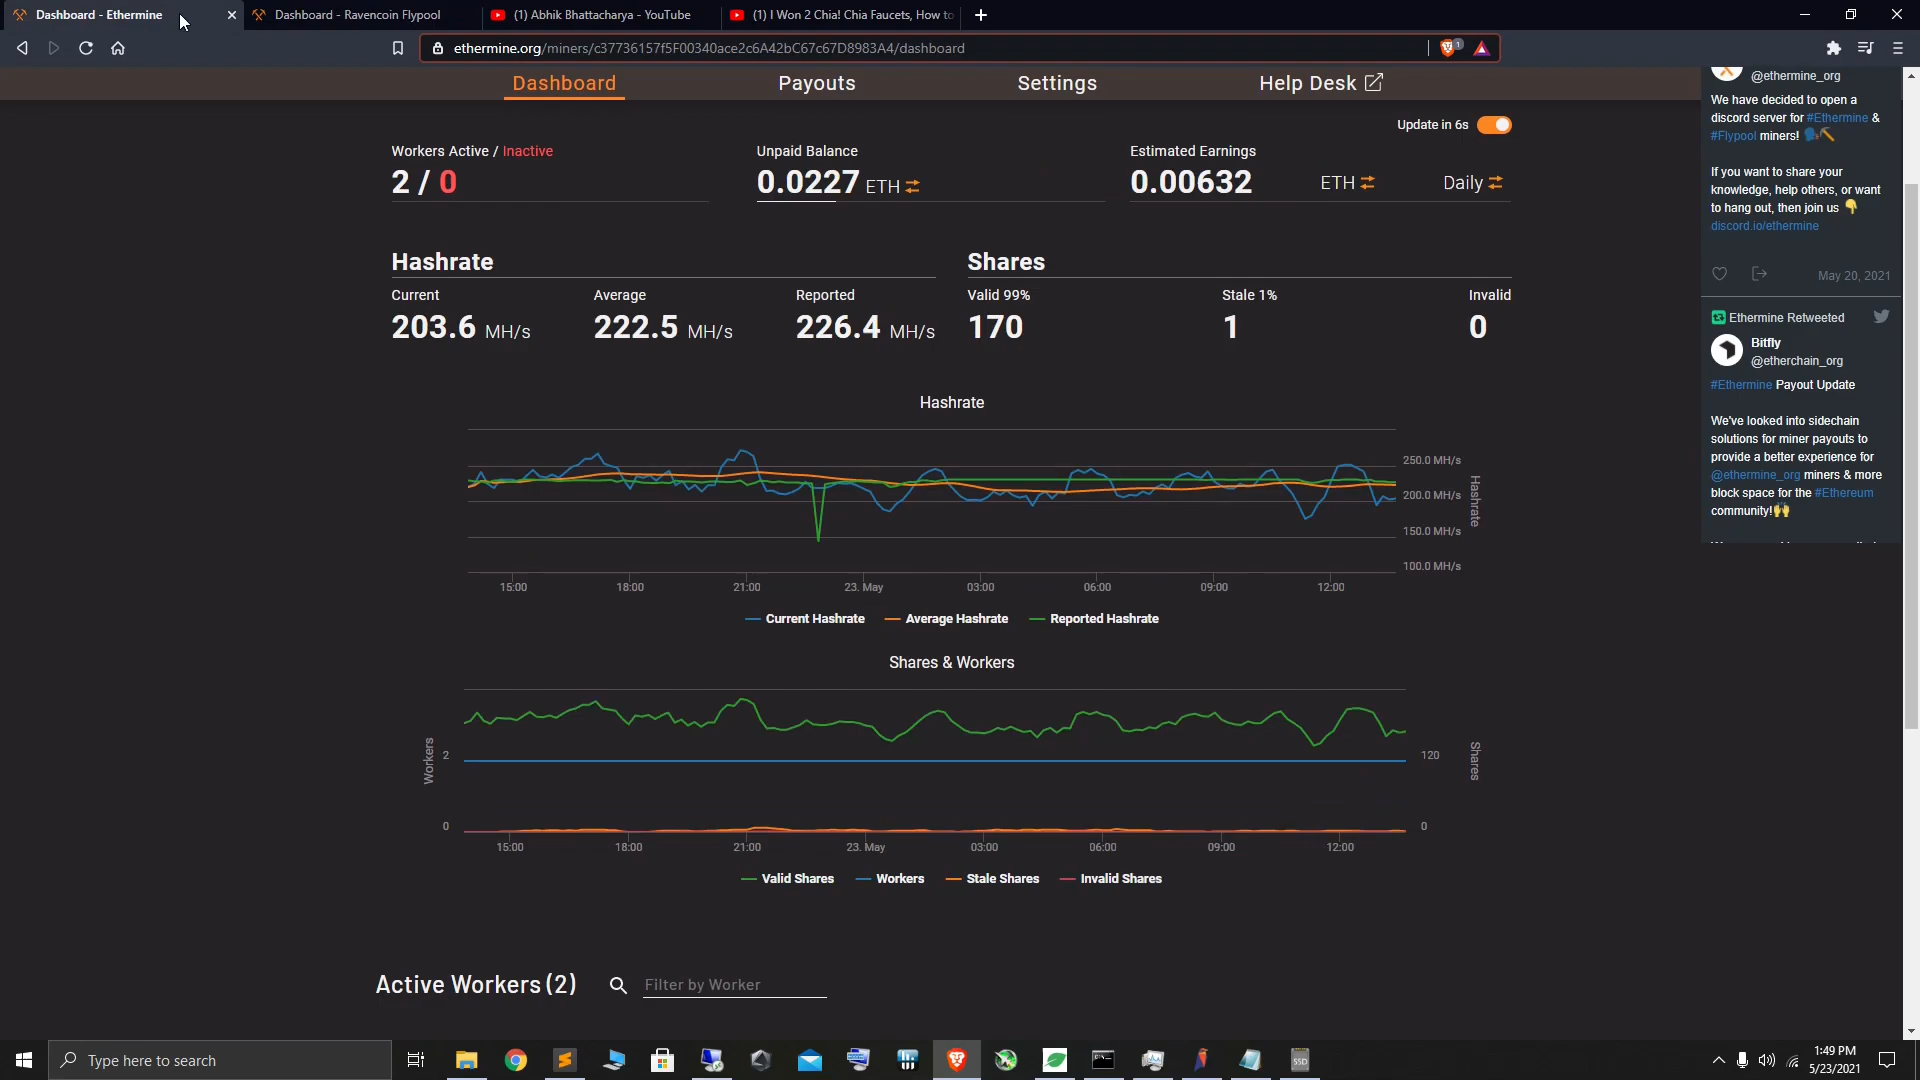 Dashboard - Ethermine
Dashboard - Ravencoin Flypool
(1) Abhik Bhattacharya - YouTube
(1) I Won 2 Chia! Chia Faucets, How to
ethermine.org/miners/c37736157f5F00340ace2c6A42bC67c67D8983A4/dashboard
1
Dashboard
Payouts
Settings
Help Desk
Update in 6s
Workers Active / Inactive
2 / 0
Unpaid Balance
0.0227 ETH
Estimated Earnings
0.00632 ETH Daily
Hashrate
Current
203.6 MH/s
Average
222.5 MH/s
Reported
226.4 MH/s
Shares
Valid 99%
170
Stale 1%
1
Invalid
0
Hashrate
250.0 MH/s
200.0 MH/s
150.0 MH/s
100.0 MH/s
Hashrate
15:00 18:00 21:00 23. May 03:00 06:00 09:00 12:00
Current Hashrate Average Hashrate Reported Hashrate
Shares & Workers
Workers
2
0
120
0
Shares
15:00 18:00 21:00 23. May 03:00 06:00 09:00 12:00
Valid Shares Workers Stale Shares Invalid Shares
Active Workers (2)
Filter by Worker
@ethermine_org
We have decided to open a
discord server for #Ethermine &
#Flypool miners!
If you want to share your
knowledge, help others, or want
to hang out, then join us
discord.io/ethermine
May 20, 2021
Ethermine Retweeted
Bitfly
@etherchain_org
#Ethermine Payout Update
We've looked into sidechain
solutions for miner payouts to
provide a better experience for
@ethermine_org miners & more
block space for the #Ethereum
community!
Type here to search
SSD
1:49 PM
5/23/2021